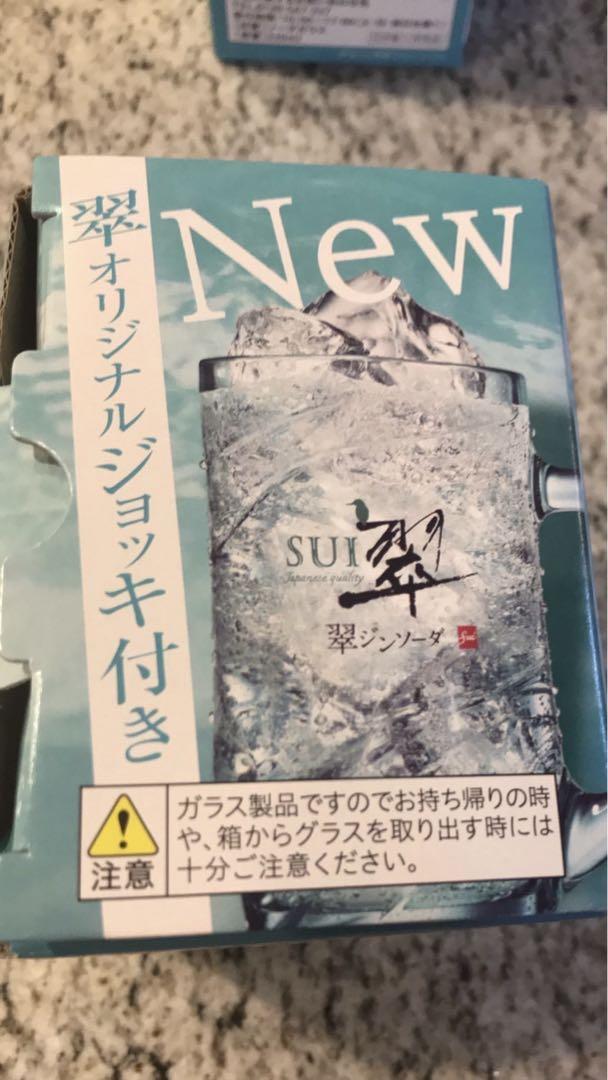 New
翠オリジナルジョッキ付き
SUI 翠
Japanese quality
翠ジンソーダ
注意
ガラス製品ですのでお持ち帰りの時
や、箱からグラスを取り出す時には
十分ご注意ください。